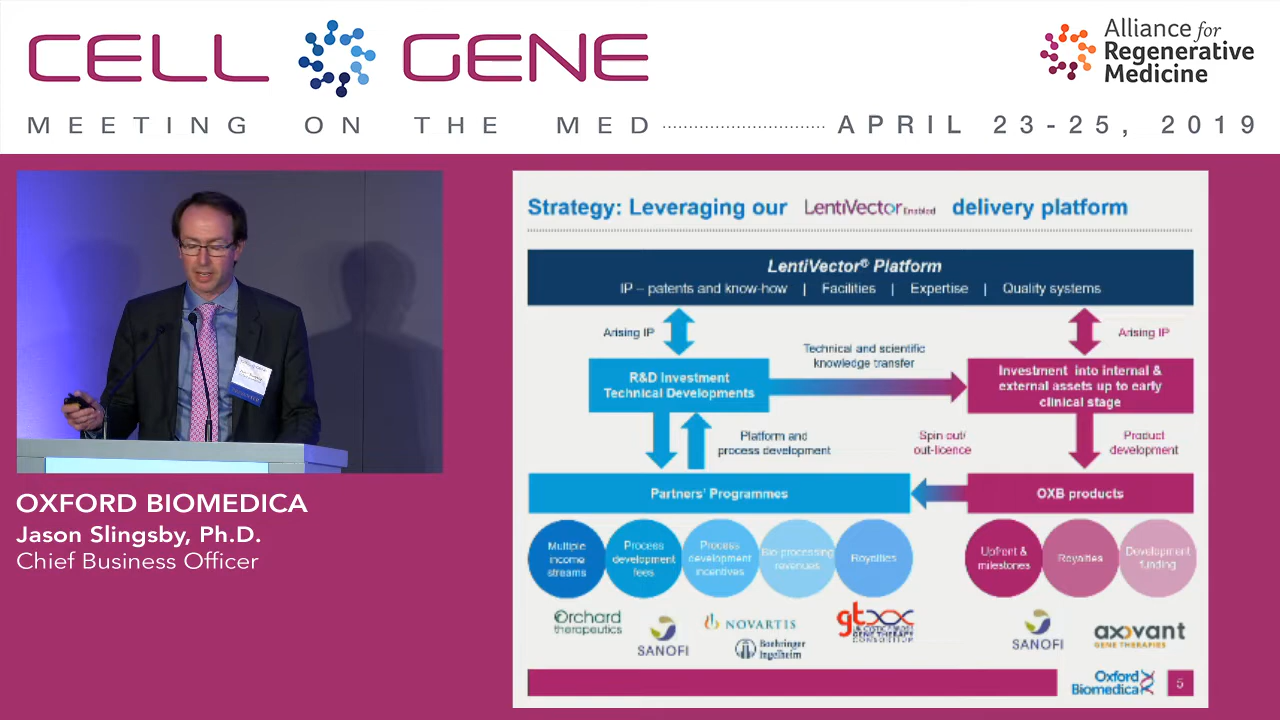 CELL GENE
MEETING ON THE MED
APRIL 23-25, 2019
Alliance for
Regenerative
Medicine
OXFORD BIOMEDICA
Jason Slingsby, Ph.D.
Chief Business Officer
Strategy: Leveraging our LentiVector Enabled delivery platform
LentiVector® Platform
IP – patents and know-how | Facilities | Expertise | Quality systems
Arising IP
Technical and scientific
knowledge transfer
Arising IP
R&D Investment
Technical Developments
Investment into internal &
external assets up to early
clinical stage
Platform and
process development
Spin out/
out-licence
Product
development
Partners' Programmes
OXB products
Multiple
income
streams
Process
development
fees
Process
development
incentives
Bio-processing
revenues
Royalties
Upfront &
milestones
Royalties
Development
funding
Orchard
therapeutics
SANOFI
NOVARTIS
Boehringer
Ingelheim
GENE THERAPY
CONSORTIUM
SANOFI
axovant
GENE THERAPIES
Oxford
Biomedica
5